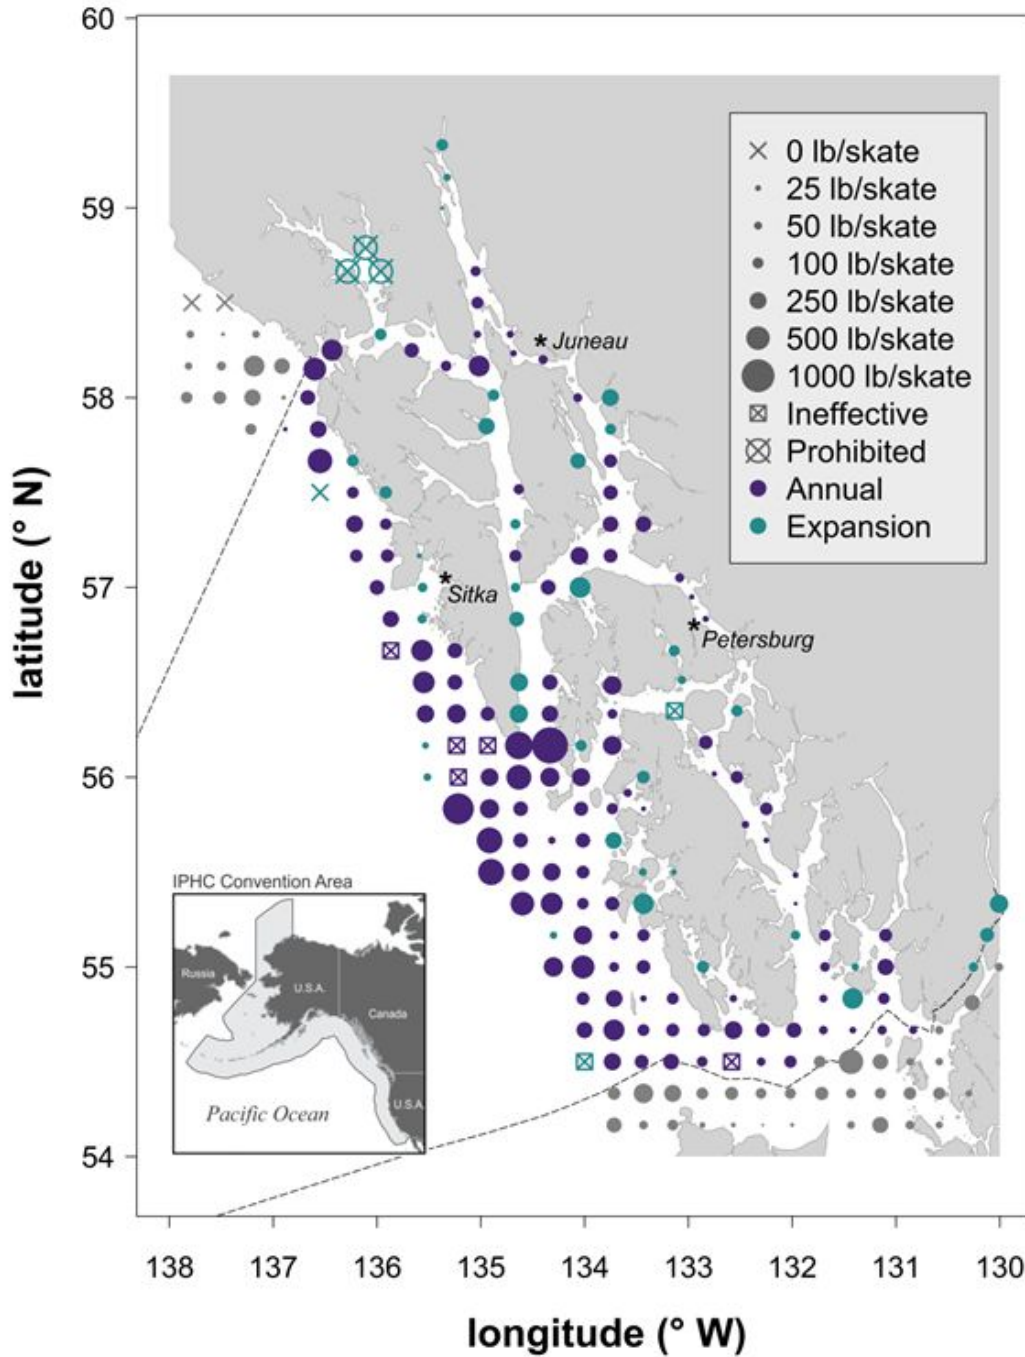 60
59
58
57
56
55
54
latitude (° N)
0 lb/skate
25 lb/skate
50 lb/skate
100 lb/skate
250 lb/skate
500 lb/skate
1000 lb/skate
Ineffective
Prohibited
Annual
Expansion
* Juneau
* Sitka
* Petersburg
IPHC Convention Area
Russia
U.S.A.
Canada
U.S.A.
Pacific Ocean
138 137 136 135 134 133 132 131 130
longitude (° W)